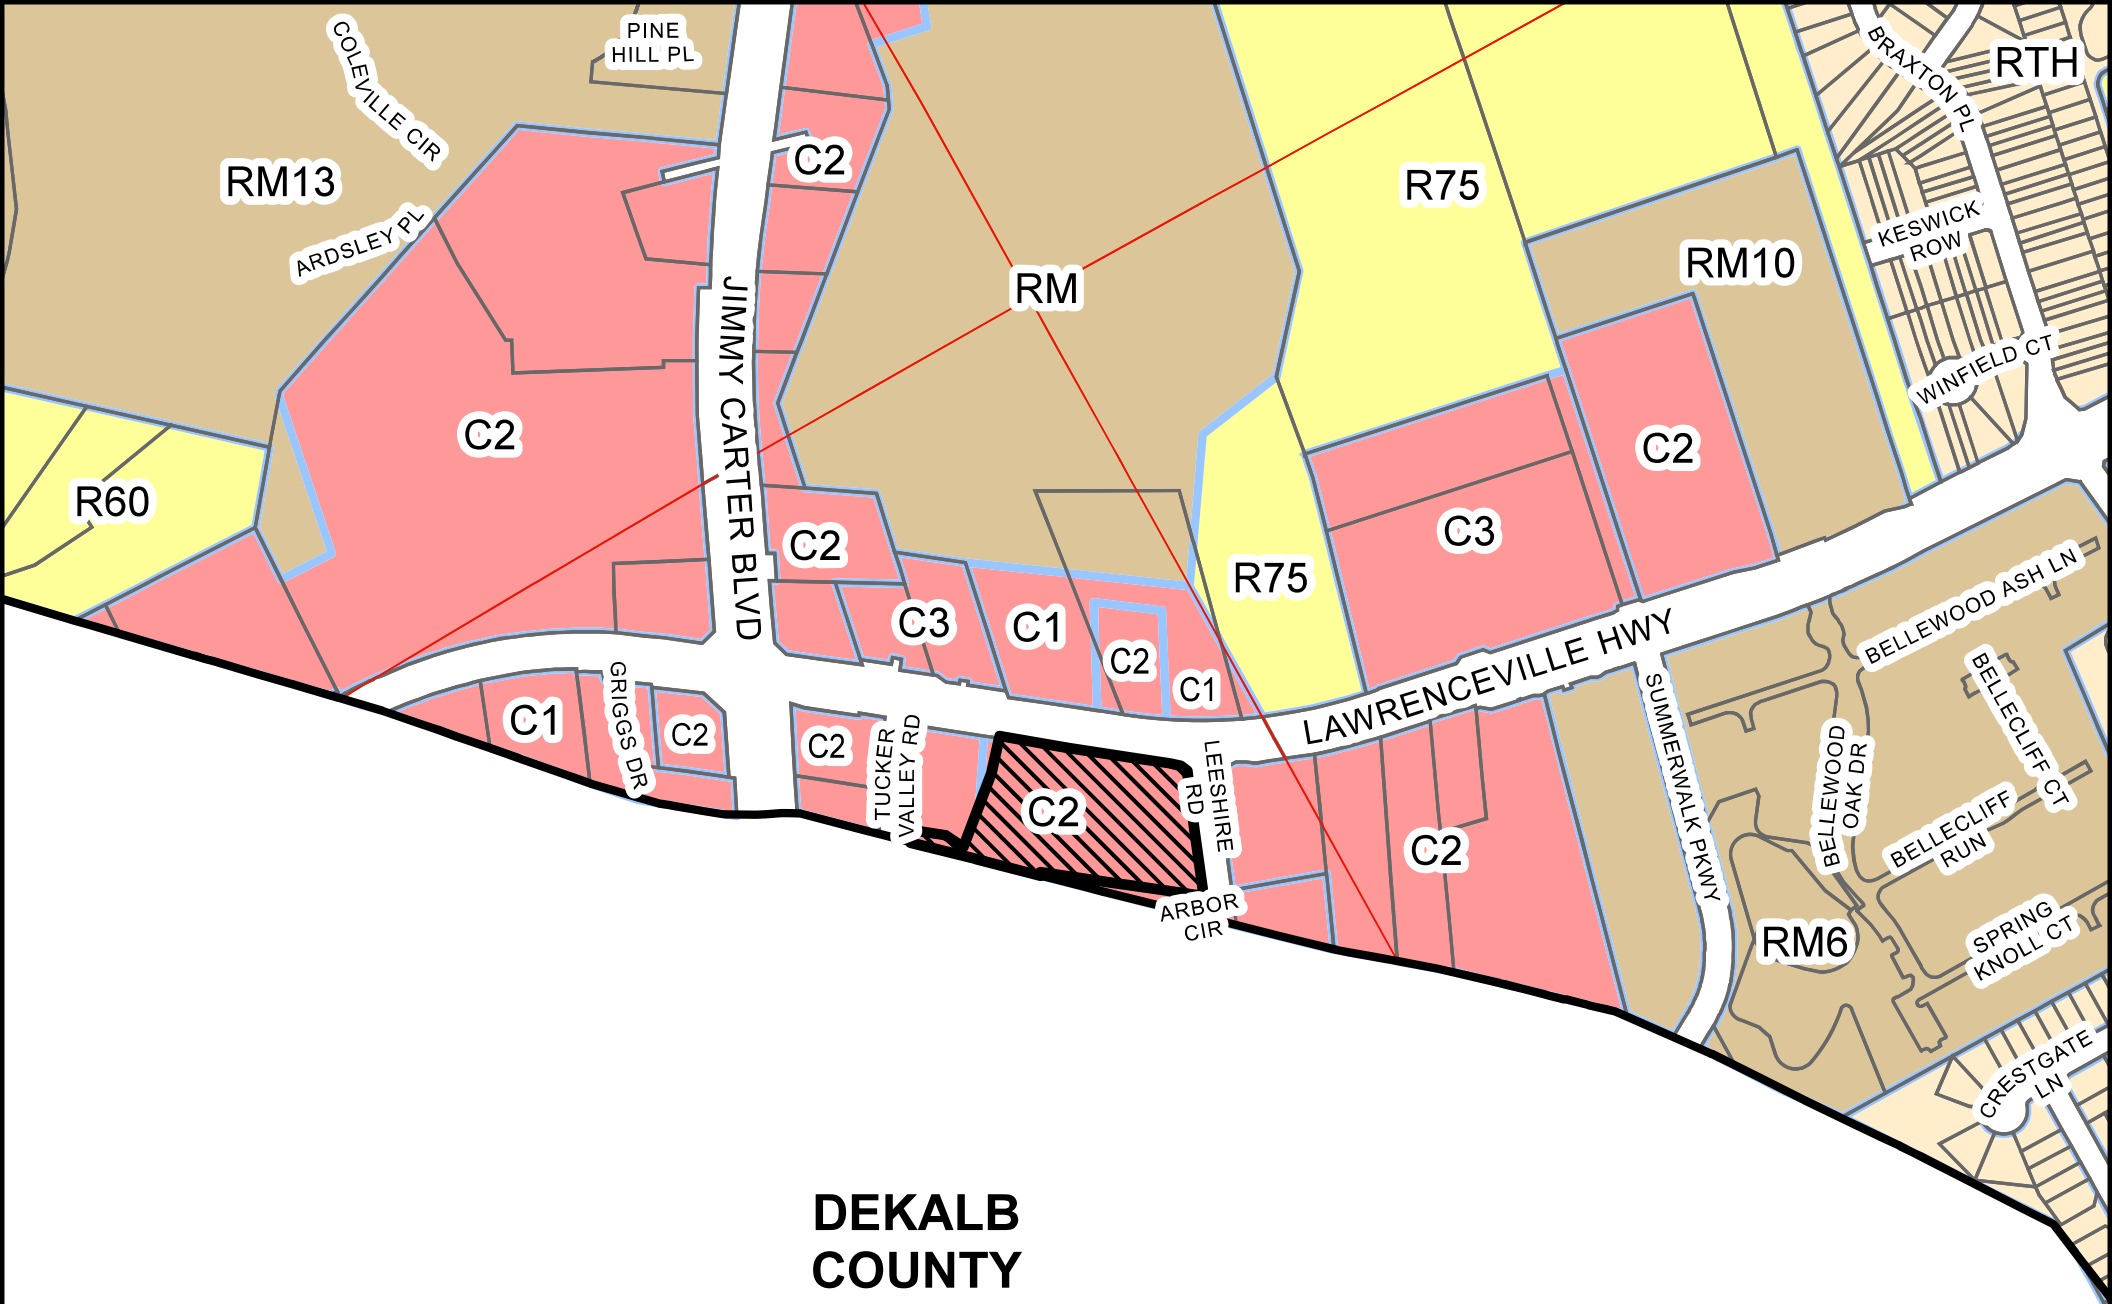 PINE
HILL PL
COLEVILLE CIR
BRAXTON PL
RTH
RM13
C2
R75
ARDSLEY PL
KESWICK
ROW
RM10
RM
JIMMY CARTER BLVD
WINFIELD CT
C2
C2
R60
C3
C2
R75
BELLEWOOD ASH LN
C3
C1
C2
C1
LAWRENCEVILLE HWY
GRIGGS DR
C1
C2
C2
TUCKER
VALLEY RD
LEESHIRE
RD
SUMMERWALK PKWY
BELLECLIFF CT
BELLEWOOD
OAK DR
C2
C2
BELLECLIFF
RUN
ARBOR
CIR
RM6
SPRING
KNOLL CT
CRESTGATE
LN
DEKALB
COUNTY